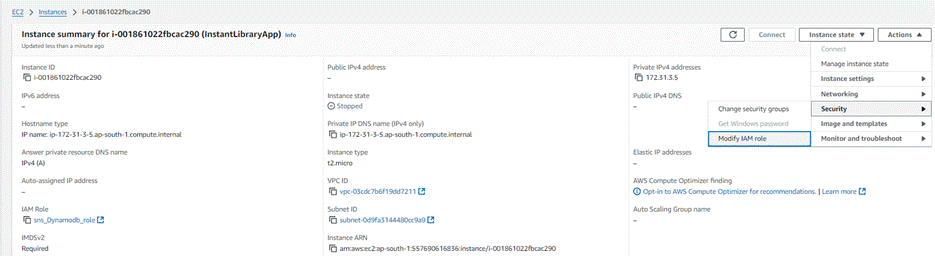 EC2 > Instances > i-001861022fbcac290
Instance summary for i-001861022fbcac290 (InstantLibraryApp) Info
Updated less than a minute ago
Connect
Instance state ▼
Actions ▲
Connect
Manage instance state
Instance settings
Networking
Security
Image and templates
Monitor and troubleshoot
Change security groups
Get Windows password
Modify IAM role
Instance ID
i-001861022fbcac290
Public IPv4 address
–
Private IPv4 addresses
172.31.3.5
IPv6 address
–
Instance state
Stopped
Public IPv4 DNS
–
Hostname type
IP name: ip-172-31-3-5.ap-south-1.compute.internal
Private IP DNS name (IPv4 only)
ip-172-31-3-5.ap-south-1.compute.internal
Answer private resource DNS name
IPv4 (A)
Instance type
t2.micro
Elastic IP addresses
–
Auto-assigned IP address
–
VPC ID
vpc-03cdc7b6f19dd7211
AWS Compute Optimizer finding
Opt-in to AWS Compute Optimizer for recommendations. | Learn more
IAM Role
sns_Dynamodb_role
Subnet ID
subnet-0d9fa3144480cc9a9
Auto Scaling Group name
–
IMDSv2
Required
Instance ARN
arn:aws:ec2:ap-south-1:557690616836:instance/i-001861022fbcac290